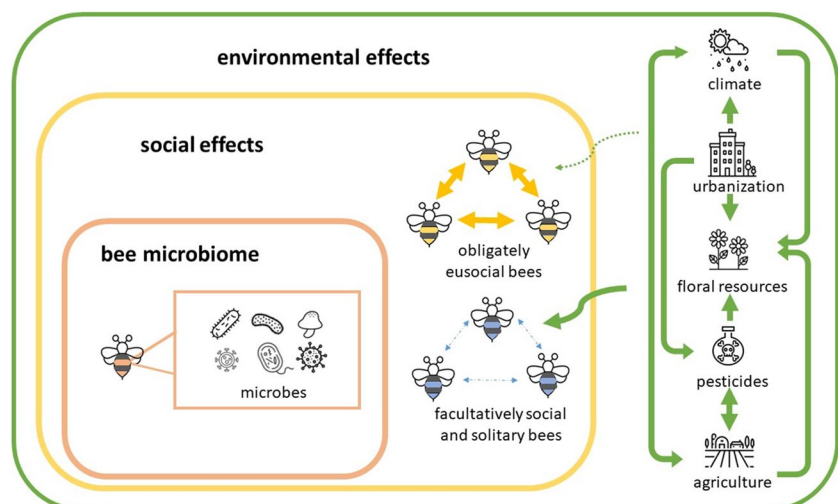 environmental effects
social effects
bee microbiome
microbes
obligately
eusocial bees
facultatively social
and solitary bees
climate
urbanization
floral resources
pesticides
agriculture